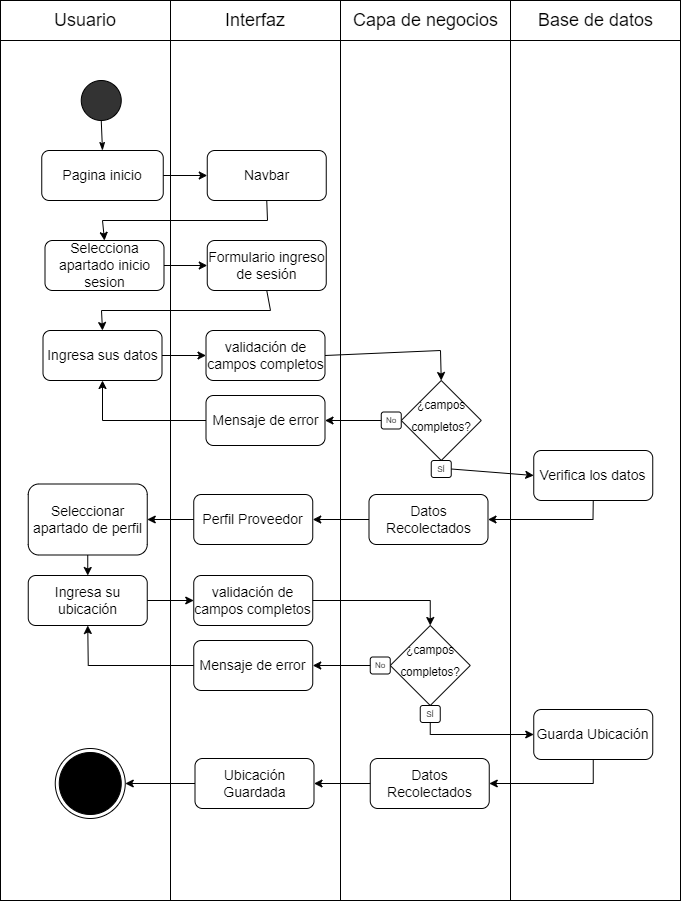 Usuario
Interfaz
Capa de negocios
Base de datos
Pagina inicio
Navbar
Selecciona
apartado inicio
sesion
Formulario ingreso
de sesión
Ingresa sus datos
validación de
campos completos
¿campos
completos?
No
Mensaje de error
SÍ
Verifica los datos
Seleccionar
apartado de perfil
Perfil Proveedor
Datos
Recolectados
Ingresa su
ubicación
validación de
campos completos
¿campos
completos?
No
Mensaje de error
SÍ
Guarda Ubicación
Ubicación
Guardada
Datos
Recolectados